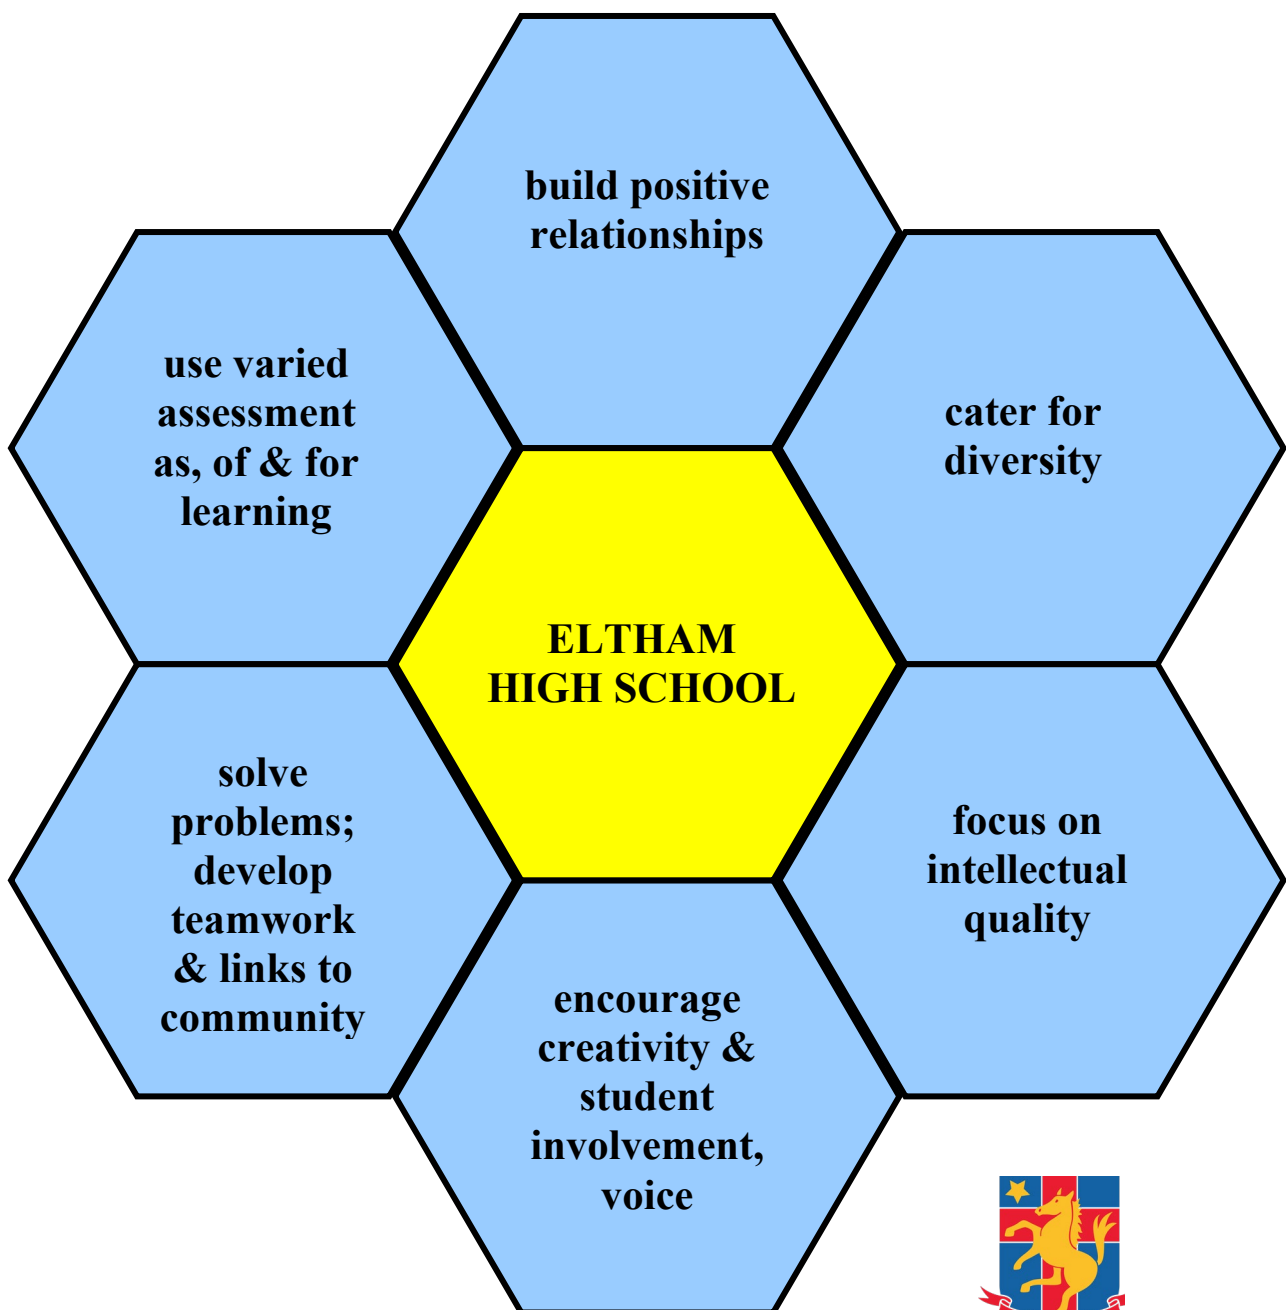 build positive
relationships
use varied
assessment
as, of & for
learning
cater for
diversity
ELTHAM
HIGH SCHOOL
solve
problems;
develop
teamwork
& links to
community
focus on
intellectual
quality
encourage
creativity &
student
involvement,
voice